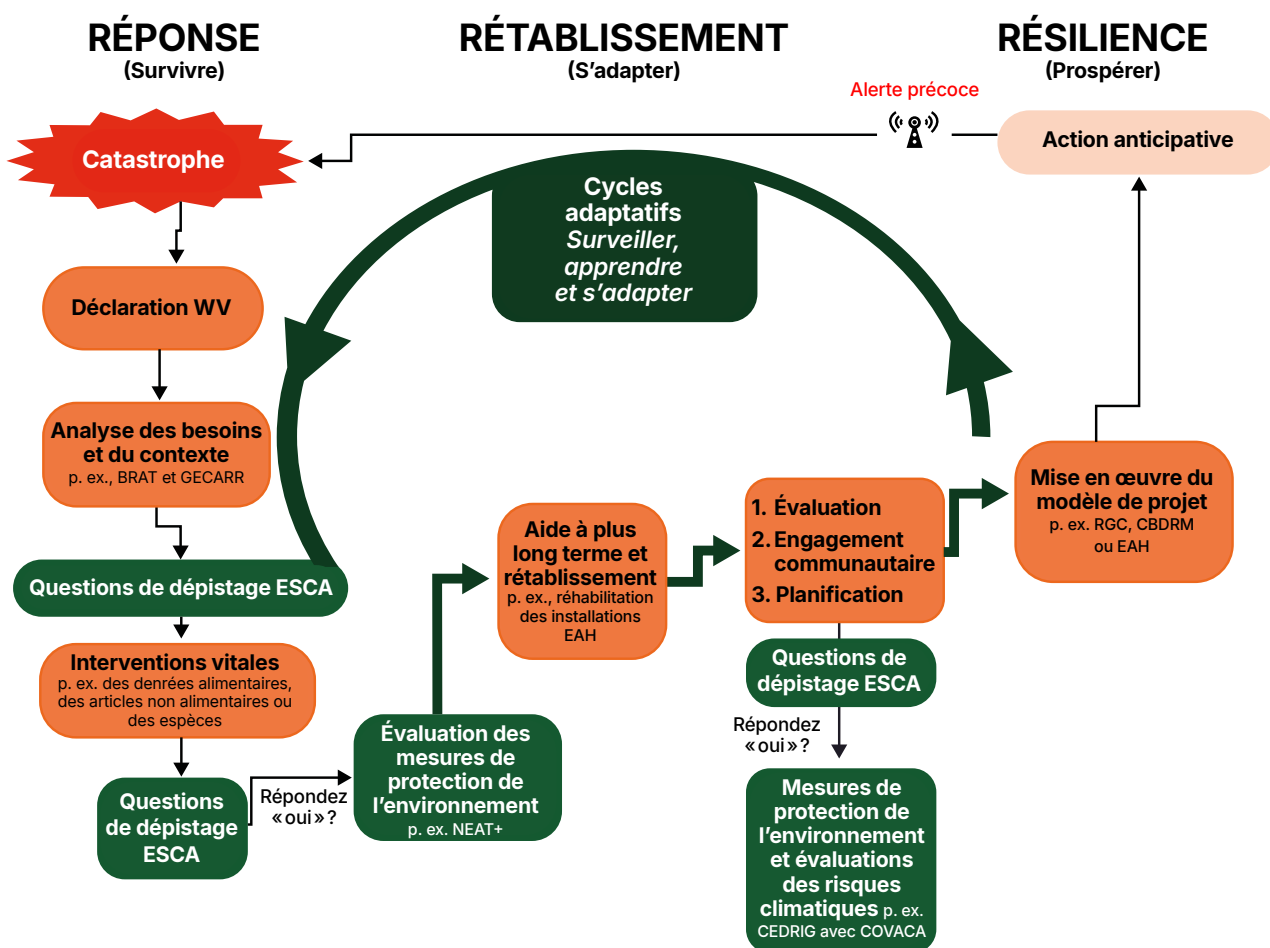 RÉPONSE
(Survivre)
RÉTABLISSEMENT
(S’adapter)
RÉSILIENCE
(Prospérer)
Alerte précoce
Catastrophe
Action anticipative
Cycles
adaptatifs
Surveiller,
apprendre
et s’adapter
Déclaration WV
Analyse des besoins
et du contexte
p. ex., BRAT et GECARR
Questions de dépistage ESCA
Interventions vitales
p. ex. des denrées alimentaires,
des articles non alimentaires ou
des espèces
Questions
de dépistage
ESCA
Répondez
« oui » ?
Évaluation des
mesures de
protection de
l’environnement
p. ex. NEAT+
Aide à plus
long terme et
rétablissement
p. ex., réhabilitation
des installations
EAH
1. Évaluation
2. Engagement
communautaire
3. Planification
Questions de
dépistage ESCA
Répondez
« oui » ?
Mesures de
protection de
l’environnement
et évaluations
des risques
climatiques p. ex.
CEDRIG avec COVACA
Mise en œuvre du
modèle de projet
p. ex. RGC, CBDRM
ou EAH